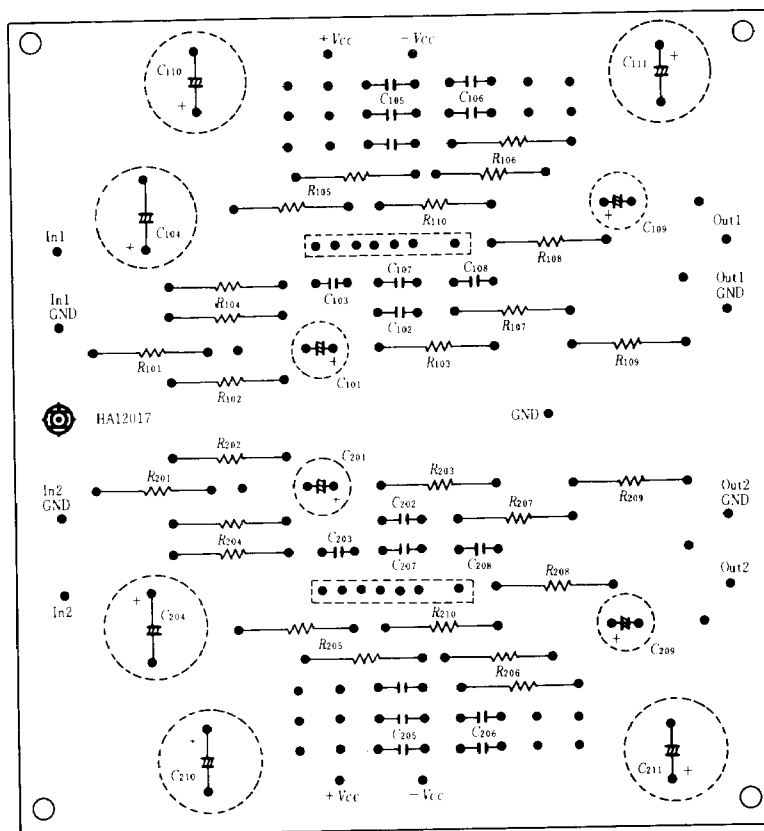 +Vcc
−Vcc
C110
+
C111
+
C105
C106
R106
R105
C104
+
R110
C109
+
Out1
In1
R108
C107
C108
Out1
GND
C103
In1
GND
R104
C102
R107
R101
R103
R109
C101
+
R102
HA12017
GND
R202
C201
+
R201
R203
R209
In2
GND
Out2
GND
C202
R207
R204
C203
C207
C208
Out2
In2
R208
C204
+
R210
C209
+
R205
R206
C210
+
C205
C206
C211
+
+Vcc
−Vcc